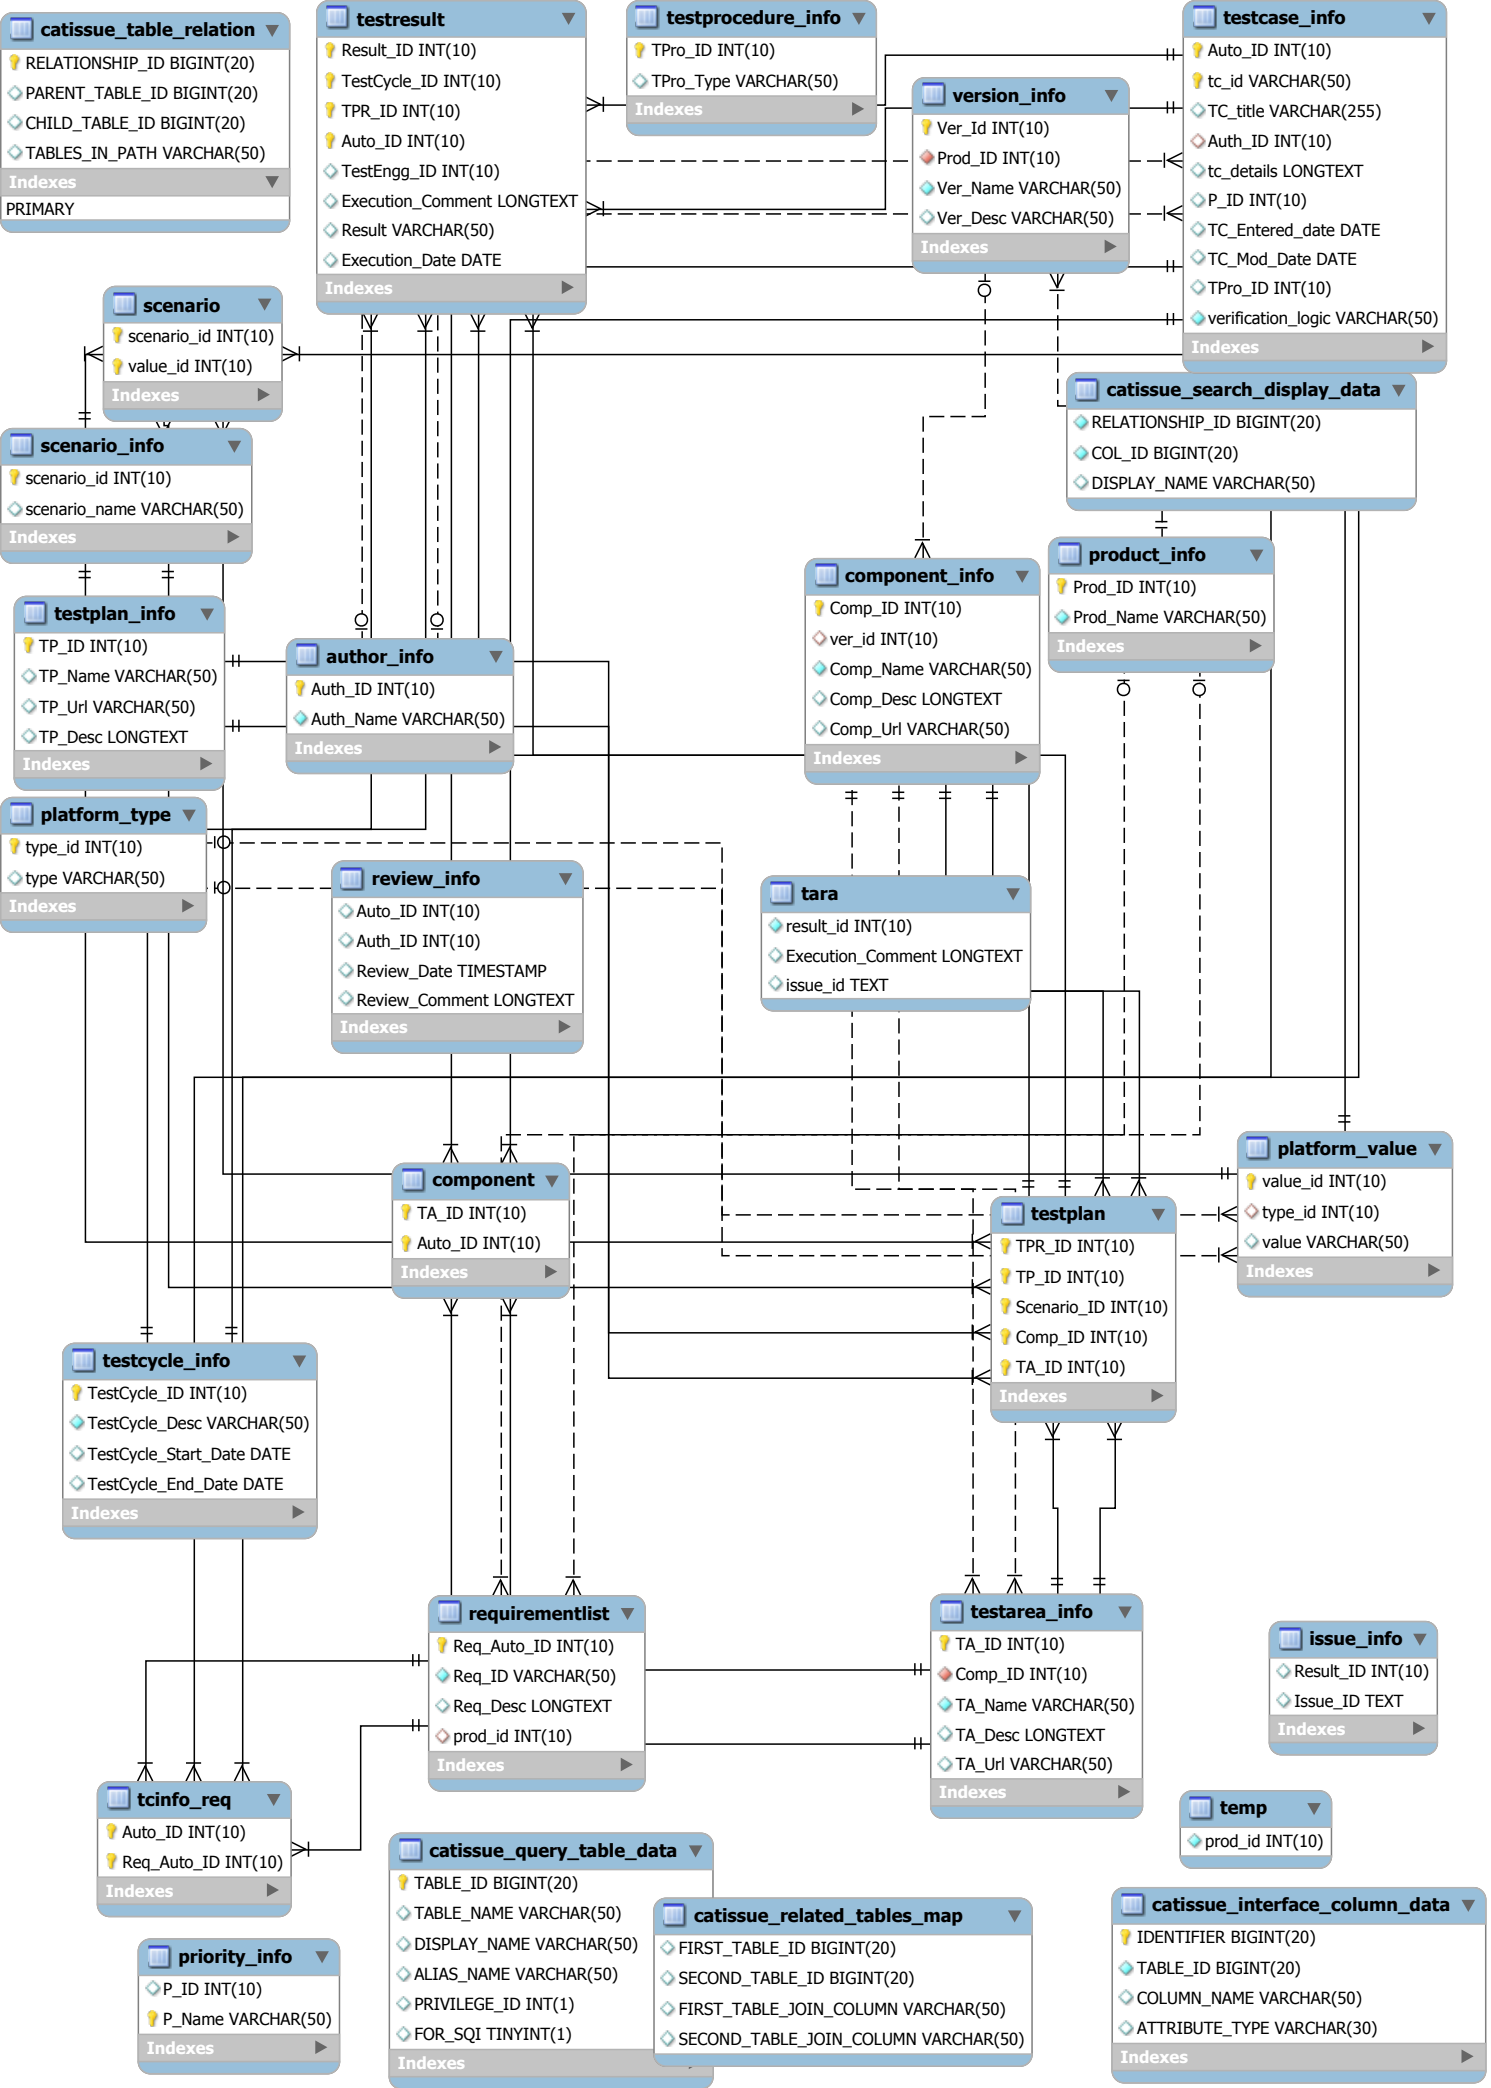 catissue_table_relation
RELATIONSHIP_ID BIGINT(20)
PARENT_TABLE_ID BIGINT(20)
CHILD_TABLE_ID BIGINT(20)
TABLES_IN_PATH VARCHAR(50)
Indexes
PRIMARY
testresult
Result_ID INT(10)
TestCycle_ID INT(10)
TPR_ID INT(10)
Auto_ID INT(10)
TestEngg_ID INT(10)
Execution_Comment LONGTEXT
Result VARCHAR(50)
Execution_Date DATE
Indexes
testprocedure_info
TPro_ID INT(10)
TPro_Type VARCHAR(50)
Indexes
version_info
Ver_Id INT(10)
Prod_ID INT(10)
Ver_Name VARCHAR(50)
Ver_Desc VARCHAR(50)
Indexes
testcase_info
Auto_ID INT(10)
tc_id VARCHAR(50)
TC_title VARCHAR(255)
Auth_ID INT(10)
tc_details LONGTEXT
P_ID INT(10)
TC_Entered_date DATE
TC_Mod_Date DATE
TPro_ID INT(10)
verification_logic VARCHAR(50)
Indexes
scenario
scenario_id INT(10)
value_id INT(10)
Indexes
catissue_search_display_data
RELATIONSHIP_ID BIGINT(20)
COL_ID BIGINT(20)
DISPLAY_NAME VARCHAR(50)
scenario_info
scenario_id INT(10)
scenario_name VARCHAR(50)
Indexes
product_info
Prod_ID INT(10)
Prod_Name VARCHAR(50)
Indexes
component_info
Comp_ID INT(10)
ver_id INT(10)
Comp_Name VARCHAR(50)
Comp_Desc LONGTEXT
Comp_Url VARCHAR(50)
Indexes
testplan_info
TP_ID INT(10)
TP_Name VARCHAR(50)
TP_Url VARCHAR(50)
TP_Desc LONGTEXT
Indexes
author_info
Auth_ID INT(10)
Auth_Name VARCHAR(50)
Indexes
platform_type
type_id INT(10)
type VARCHAR(50)
Indexes
review_info
Auto_ID INT(10)
Auth_ID INT(10)
Review_Date TIMESTAMP
Review_Comment LONGTEXT
Indexes
tara
result_id INT(10)
Execution_Comment LONGTEXT
issue_id TEXT
platform_value
value_id INT(10)
type_id INT(10)
value VARCHAR(50)
Indexes
component
TA_ID INT(10)
Auto_ID INT(10)
Indexes
testplan
TPR_ID INT(10)
TP_ID INT(10)
Scenario_ID INT(10)
Comp_ID INT(10)
TA_ID INT(10)
Indexes
testcycle_info
TestCycle_ID INT(10)
TestCycle_Desc VARCHAR(50)
TestCycle_Start_Date DATE
TestCycle_End_Date DATE
Indexes
requirementlist
Req_Auto_ID INT(10)
Req_ID VARCHAR(50)
Req_Desc LONGTEXT
prod_id INT(10)
Indexes
testarea_info
TA_ID INT(10)
Comp_ID INT(10)
TA_Name VARCHAR(50)
TA_Desc LONGTEXT
TA_Url VARCHAR(50)
Indexes
issue_info
Result_ID INT(10)
Issue_ID TEXT
Indexes
tcinfo_req
Auto_ID INT(10)
Req_Auto_ID INT(10)
Indexes
temp
prod_id INT(10)
catissue_query_table_data
TABLE_ID BIGINT(20)
TABLE_NAME VARCHAR(50)
DISPLAY_NAME VARCHAR(50)
ALIAS_NAME VARCHAR(50)
PRIVILEGE_ID INT(1)
FOR_SQI TINYINT(1)
Indexes
catissue_related_tables_map
FIRST_TABLE_ID BIGINT(20)
SECOND_TABLE_ID BIGINT(20)
FIRST_TABLE_JOIN_COLUMN VARCHAR(50)
SECOND_TABLE_JOIN_COLUMN VARCHAR(50)
catissue_interface_column_data
IDENTIFIER BIGINT(20)
TABLE_ID BIGINT(20)
COLUMN_NAME VARCHAR(50)
ATTRIBUTE_TYPE VARCHAR(30)
Indexes
priority_info
P_ID INT(10)
P_Name VARCHAR(50)
Indexes